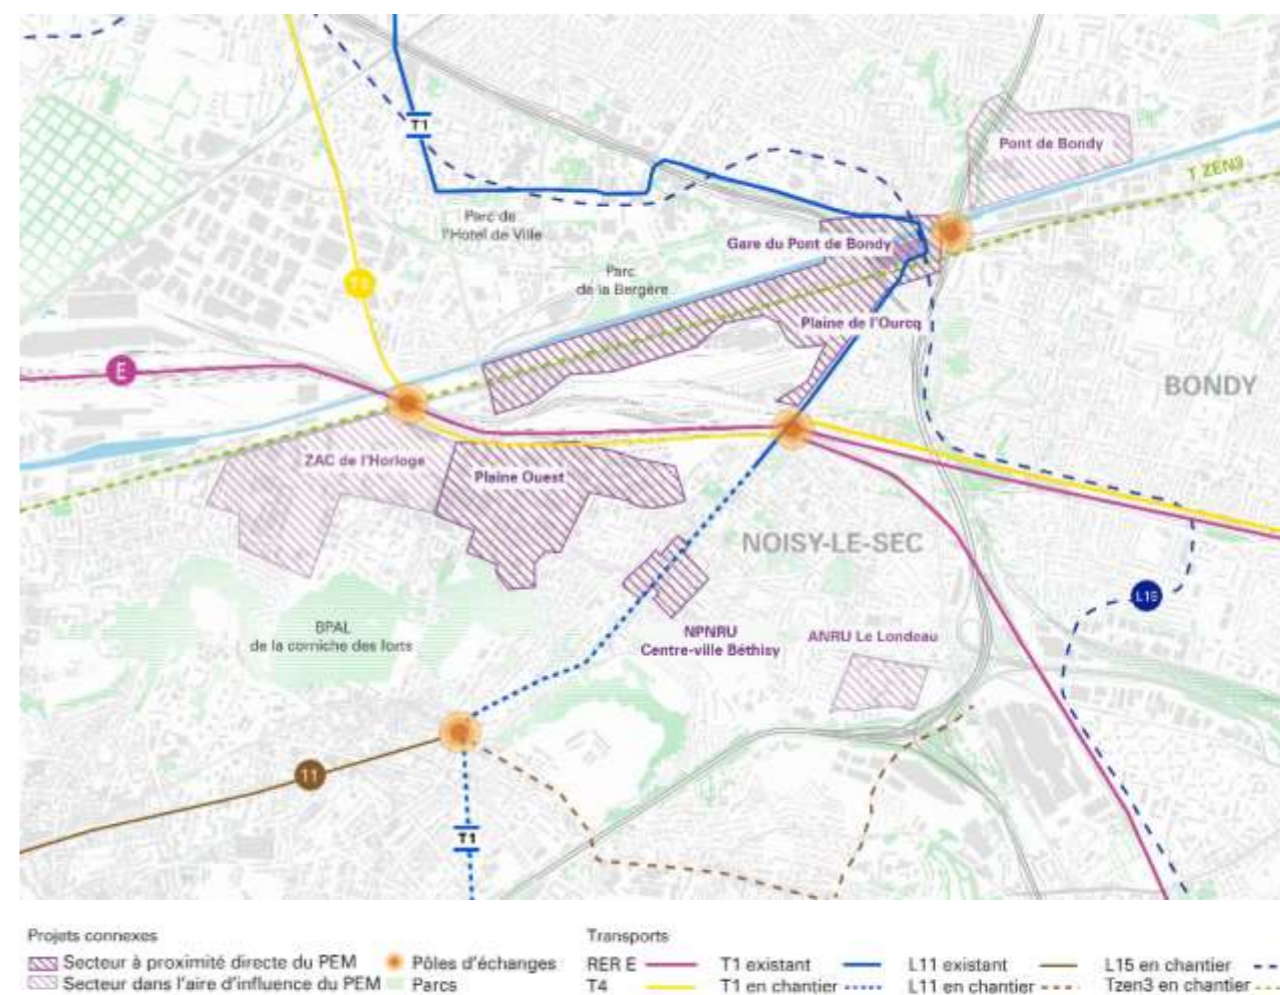 T1
Pont de Bondy
T ZEN3
Parc de
l'Hotel de Ville
Gare du Pont de Bondy
Parc
de la Bergère
T4
Plaine de l'Ourcq
E
BONDY
ZAC de l'Horloge
Plaine Ouest
NOISY-LE-SEC
L15
BPAL
de la corniche des forts
NPNRU
Centre-ville Béthisy
ANRU Le Londeau
11
T1
Projets connexes
Secteur à proximité directe du PEM
Secteur dans l'aire d'influence du PEM
Pôles d'échanges
Parcs
Transports
RER E
T4
T1 existant
T1 en chantier
L11 existant
L11 en chantier
L15 en chantier
Tzen3 en chantier